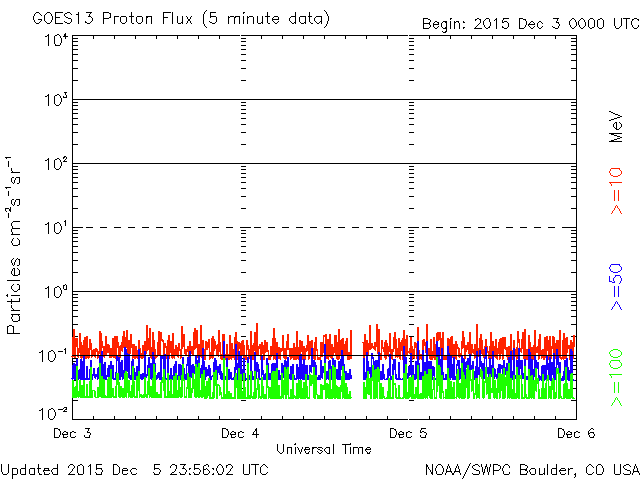 GOES13 Proton Flux (5 minute data)
Begin: 2015 Dec 3 0000 UTC
Particles cm⁻²s⁻¹sr⁻¹
10⁴
10³
10²
10¹
10⁰
10⁻¹
10⁻²
MeV
>=10
>=50
>=100
Dec 3 Dec 4 Dec 5 Dec 6
Universal Time
Updated 2015 Dec 5 23:56:02 UTC NOAA/SWPC Boulder, CO USA